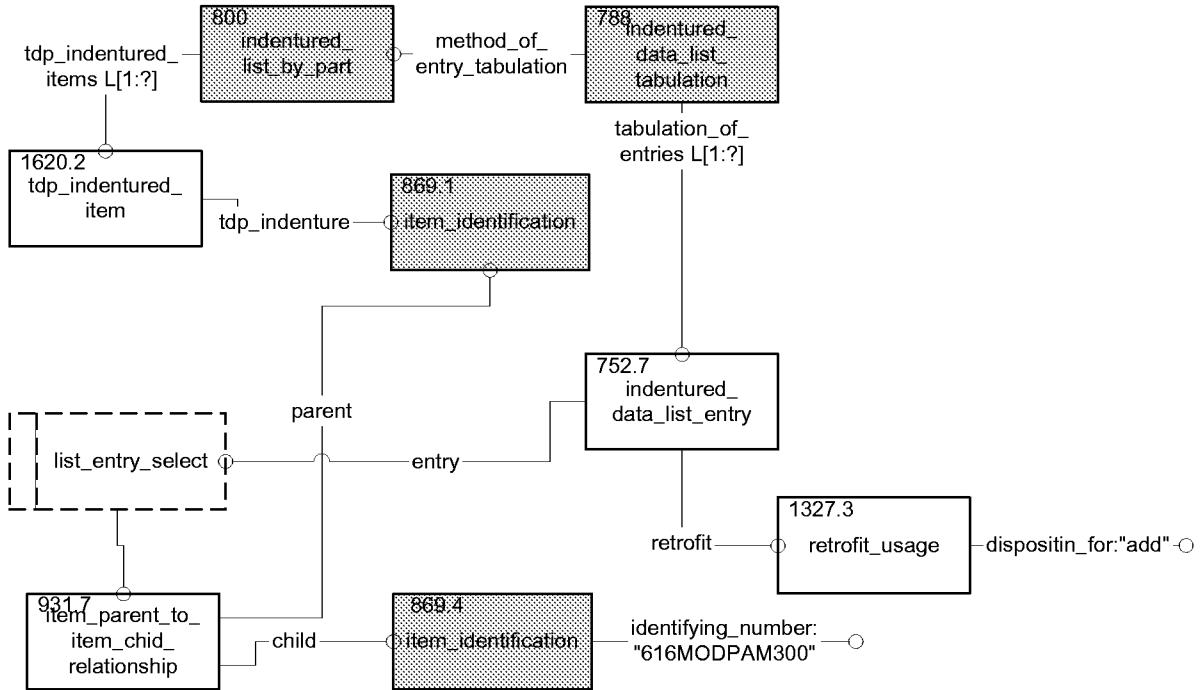 800
indentured_
list_by_part
method_of_
entry_tabulation
788
indentured_
data_list_
tabulation
tdp_indentured_
items L[1:?]
tabulation_of_
entries L[1:?]
1620.2
tdp_indentured_
item
tdp_indenture
869.1
item_identification
752.7
indentured_
data_list_entry
parent
list_entry_select
entry
retrofit
1327.3
retrofit_usage
dispositin_for:"add"
931.7
item_parent_to_
item_chid_
relationship
child
869.4
item_identification
identifying_number:
"616MODPAM300"